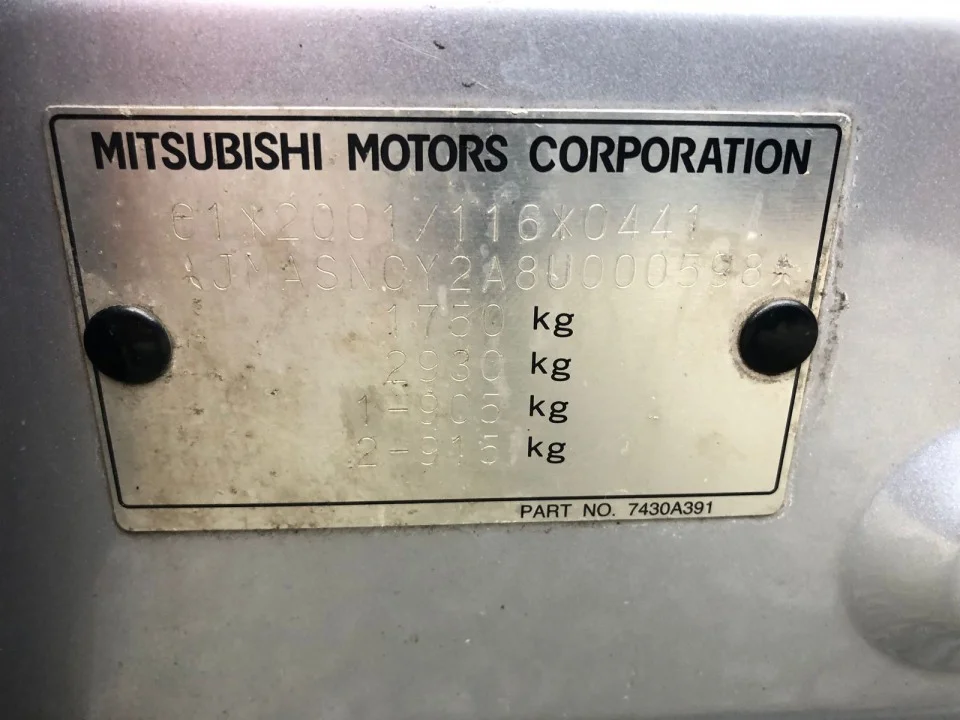 MITSUBISHI MOTORS CORPORATION
e1*2001/116*0441
*JMASNCY2A8U000598*
1750 kg
2930 kg
1-905 kg
2-915 kg
PART NO. 7430A391